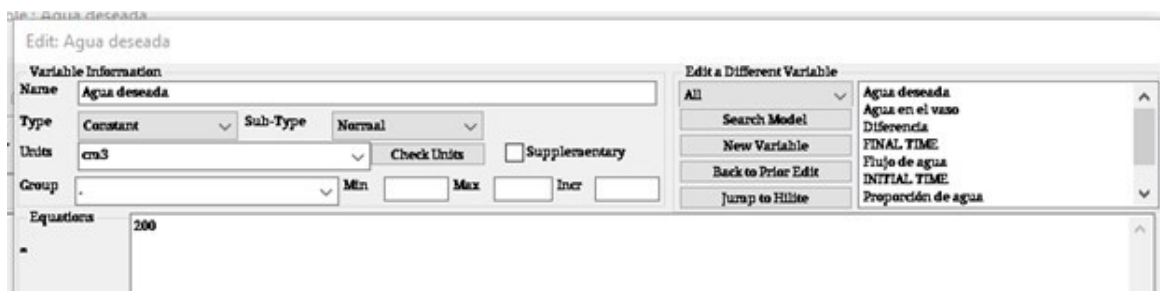 Edit: Agua deseada
Variable Information
Name Agua deseada
Type Constant Sub-Type Normal
Units cm3 Check Units Supplementary
Group . Min Max Incr
Edit a Different Variable
All
Search Model
New Variable
Back to Prior Edit
Jump to Hilite
Agua deseada
Agua en el vaso
Diferencia
FINAL TIME
Flujo de agua
INITIAL TIME
Proporción de agua
Equations
=
200